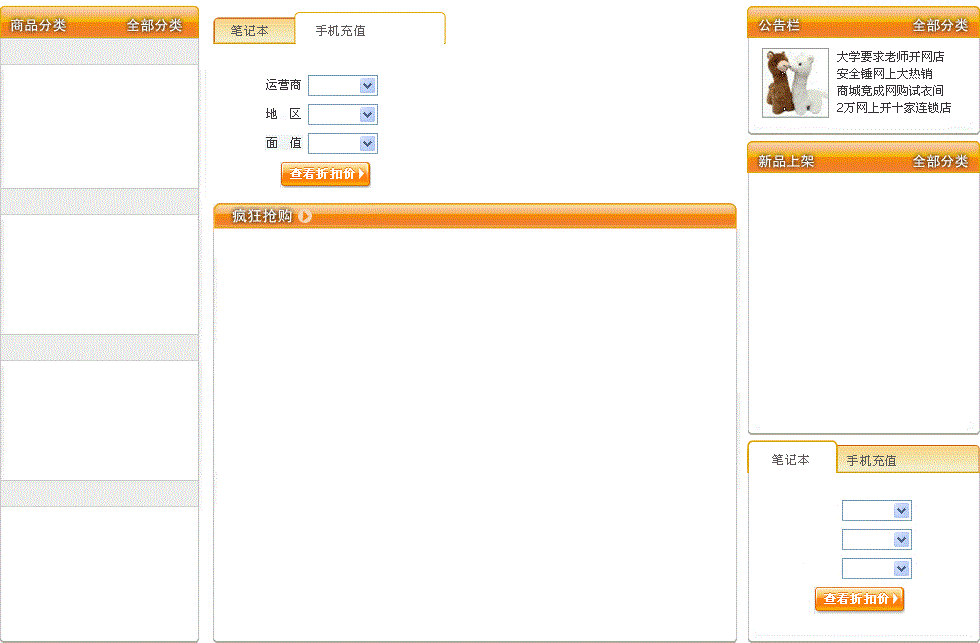 商品分类 全部分类
笔记本 手机充值
运营商
地 区
面 值
查看折扣价
疯狂抢购
公告栏 全部分类
大学要求老师开网店
安全锤网上大热销
商城竟成网购试衣间
2万网上开十家连锁店
新品上架 全部分类
笔记本 手机充值
查看折扣价